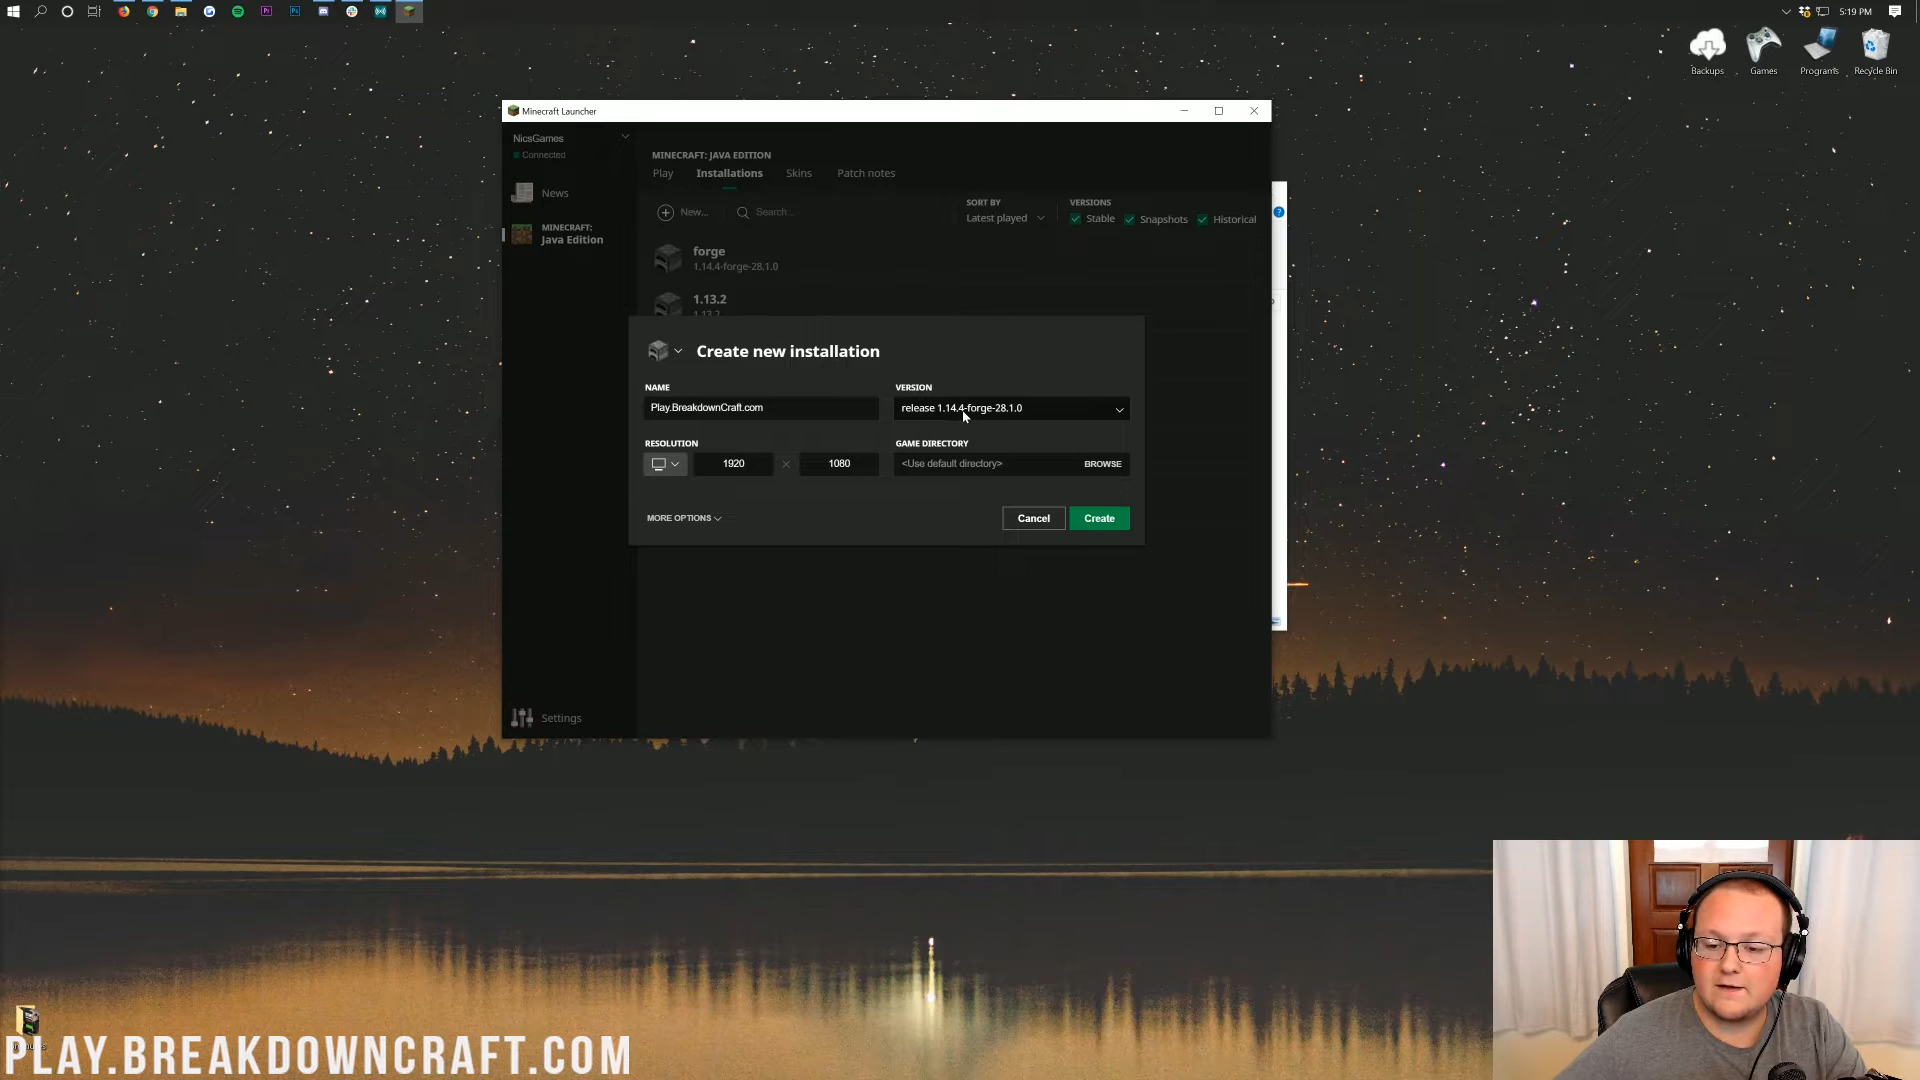 5:19 PM
Backups
Games
Programs
Recycle Bin
Minecraft Launcher
NicsGames
Connected
News
MINECRAFT:
Java Edition
Settings
MINECRAFT: JAVA EDITION
Play
Installations
Skins
Patch notes
New...
Search...
SORT BY
Latest played
VERSIONS
Stable
Snapshots
Historical
forge
1.14.4-forge-28.1.0
1.13.2
1.13.2
Create new installation
NAME
VERSION
Play.BreakdownCraft.com
release 1.14.4-forge-28.1.0
RESOLUTION
GAME DIRECTORY
1920 × 1080
<Use default directory>
BROWSE
MORE OPTIONS
Cancel
Create
PLAY.BREAKDOWNCRAFT.COM